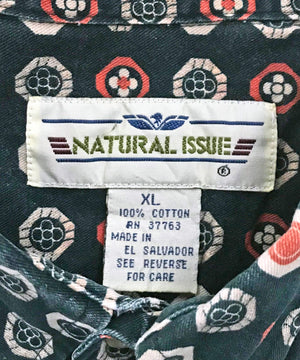 NATURAL ISSUE
®
XL
100% COTTON
RN 37763
MADE IN
EL SALVADOR
SEE REVERSE
FOR CARE